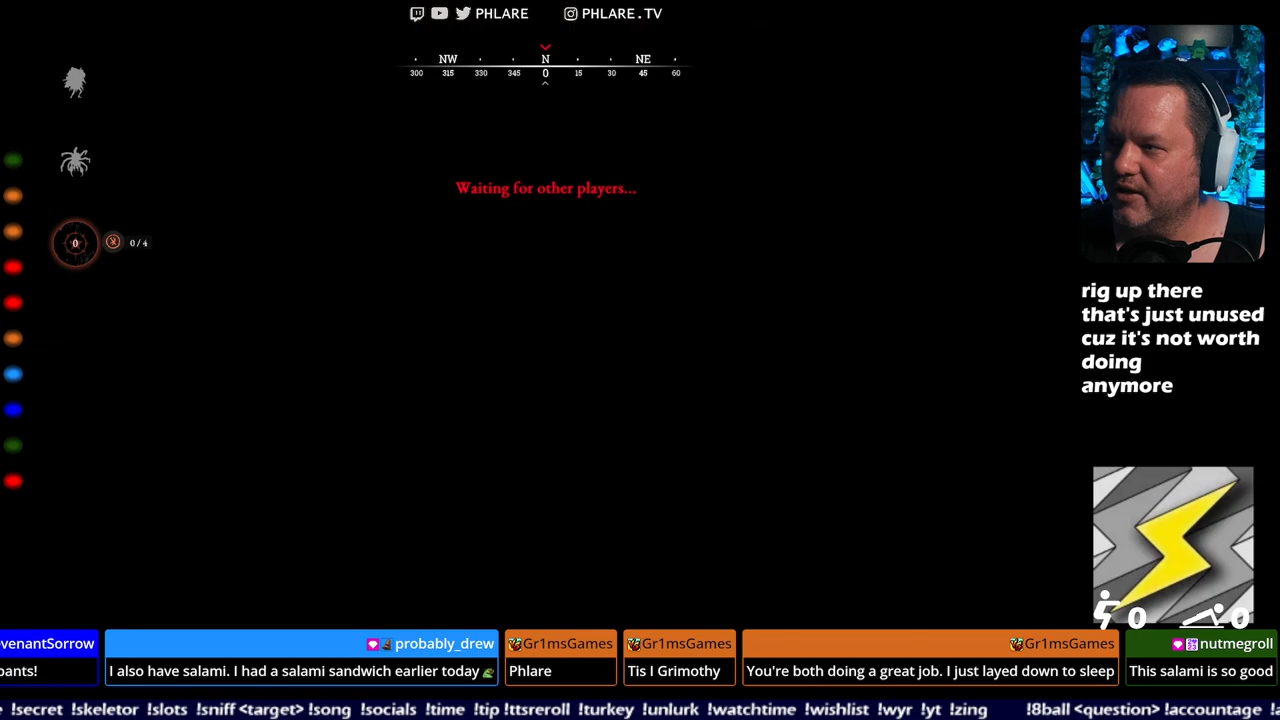 PHLARE PHLARE.TV
NW N NE
300 315 330 345 0 15 30 45 60
Waiting for other players...
0 0/4
rig up there
that's just unused
cuz it's not worth
doing
anymore
0 0
venantSorrow probably_drew Gr1msGames Gr1msGames Gr1msGames nutmegroll
pants! I also have salami. I had a salami sandwich earlier today Phlare Tis I Grimothy You're both doing a great job. I just layed down to sleep This salami is so good
!secret !skeletor !slots !sniff <target> !song !socials !time !tip !ttsreroll !turkey !unlurk !watchtime !wishlist !wyr !yt !zing !8ball <question> !accountage